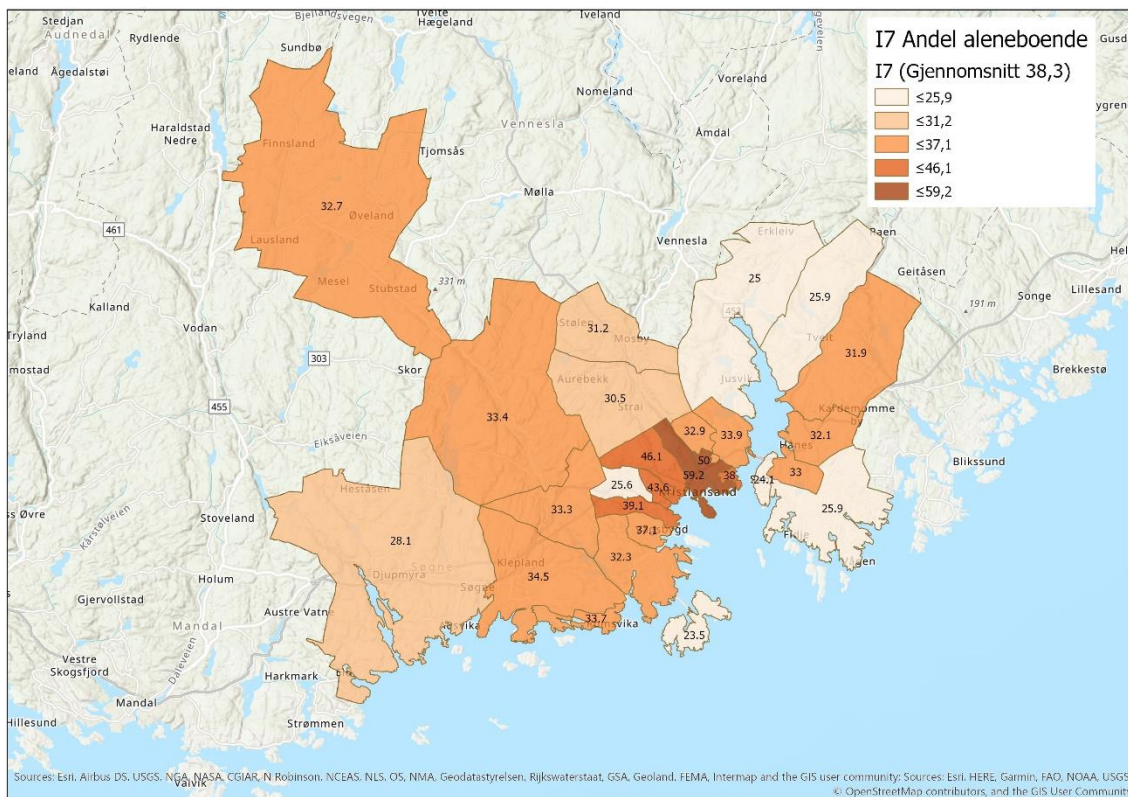 I7 Andel aleneboende
I7 (Gjennomsnitt 38,3)
≤25,9
≤31,2
≤37,1
≤46,1
≤59,2
Stedjan
Audnedal
Rydlende
Ågedalstøi
Bjellandsvegen
Tveite
Hægeland
Iveland
Sundbø
Landås
Nomeland
Voreland
Haraldstad
Nedre
Finnsland
Vennesla
Tjomsås
Åmdal
Mølla
32.7
Øveland
461
Lausland
Vennesla
Erkleiv
Geitåsen
Lillesand
Songe
Mesel
Stubstad
331 m
25
25.9
191 m
Kalland
Vodan
Stølen
31.2
Mosby
Tveit
303
Skor
31.9
Brekkestø
Aurebekk
Justvik
455
30.5
Strai
33.4
Eiksåveien
32.9
33.9
32.1
Hånes
46.1
50
Blikssund
59.2
38
33
24.1
Heståsen
25.6
43.6
Kristiansand
Stoveland
39.1
25.9
33.3
37.1
28.1
Klepland
32.3
Djupmyra
Søgne
34.5
Holum
Gjervollstad
33.7
Austre Vatne
Mandal
23.5
Daleveien
Vestre
Skogsfjord
Harkmark
Mandal
Strømmen
Hillesund
Valvik
Sources: Esri, Airbus DS, USGS, NGA, NASA, CGIAR, N Robinson, NCEAS, NLS, OS, NMA, Geodatastyrelsen, Rijkswaterstaat, GSA, Geoland, FEMA, Intermap and the GIS user community; Sources: Esri, HERE, Garmin, FAO, NOAA, USGS
© OpenStreetMap contributors, and the GIS User Community